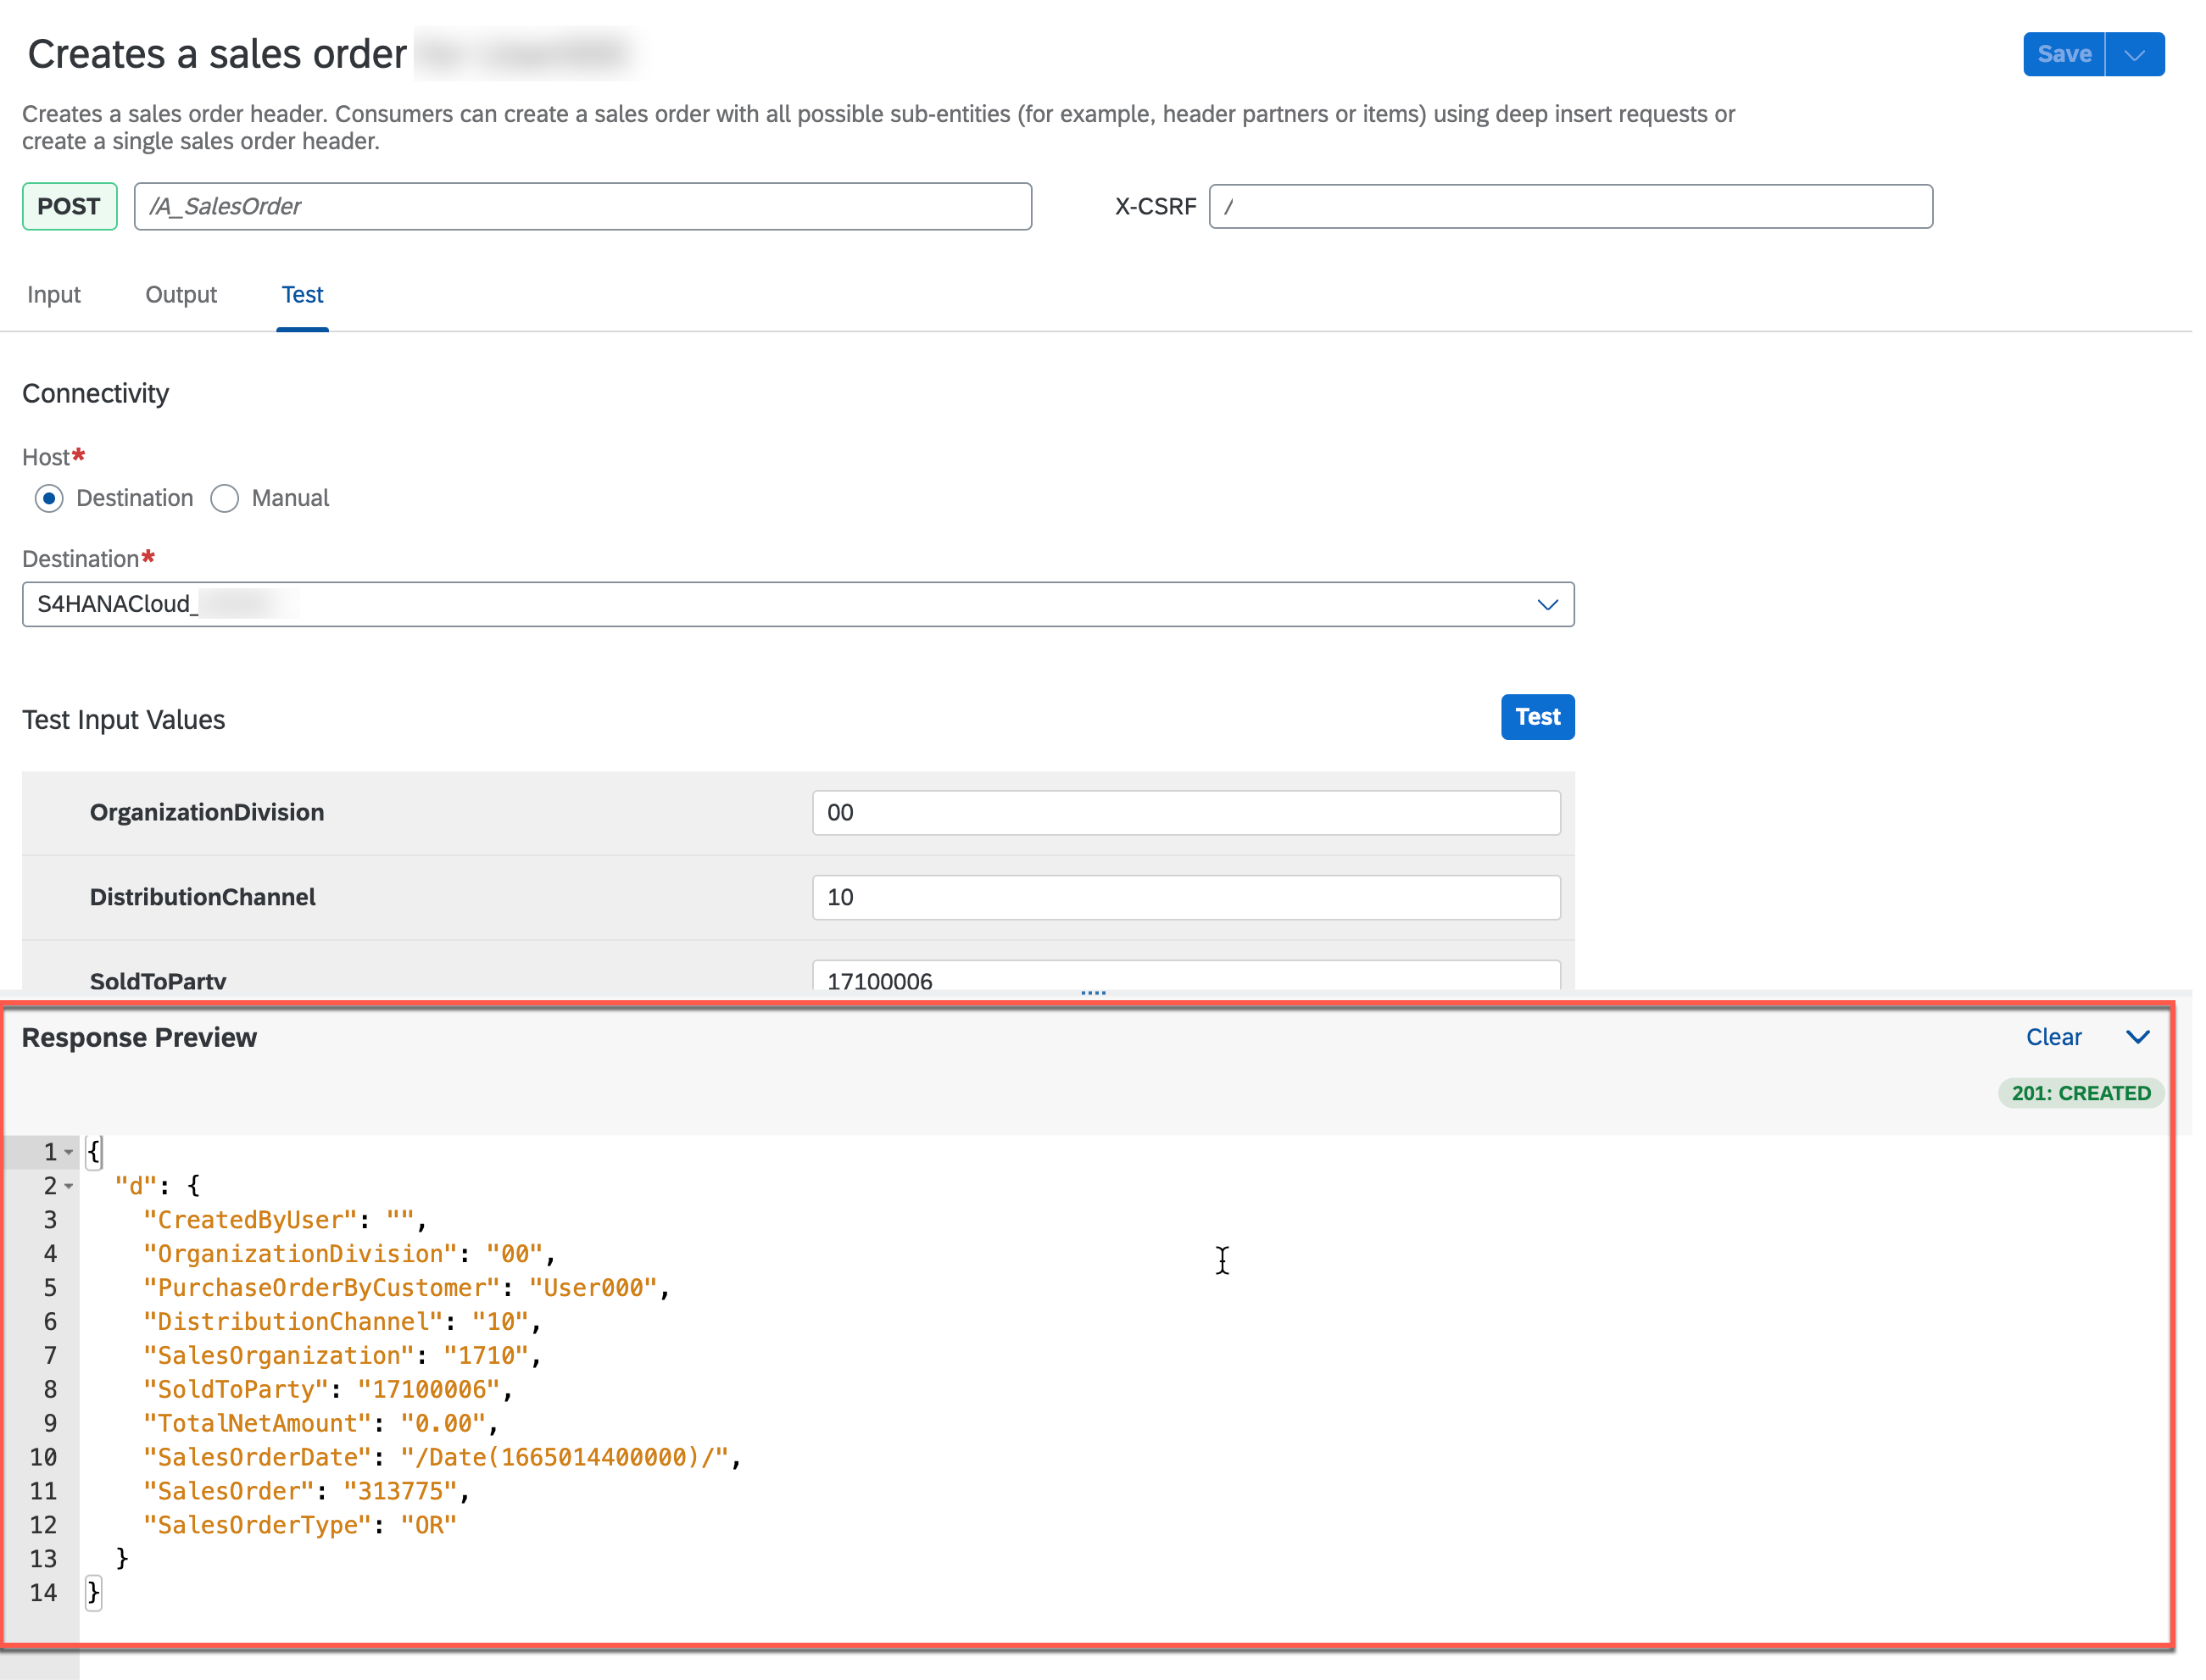 Creates a sales order
Save
Creates a sales order header. Consumers can create a sales order with all possible sub-entities (for example, header partners or items) using deep insert requests or
create a single sales order header.
POST
/A_SalesOrder
X-CSRF
/
Input
Output
Test
Connectivity
Host*
Destination
Manual
Destination*
S4HANACloud_
Test Input Values
Test
OrganizationDivision
00
DistributionChannel
10
SoldToParty
17100006
Response Preview
Clear
201: CREATED
1 {
2 "d": {
3 "CreatedByUser": "",
4 "OrganizationDivision": "00",
5 "PurchaseOrderByCustomer": "User000",
6 "DistributionChannel": "10",
7 "SalesOrganization": "1710",
8 "SoldToParty": "17100006",
9 "TotalNetAmount": "0.00",
10 "SalesOrderDate": "/Date(1665014400000)/",
11 "SalesOrder": "313775",
12 "SalesOrderType": "OR"
13 }
14 }